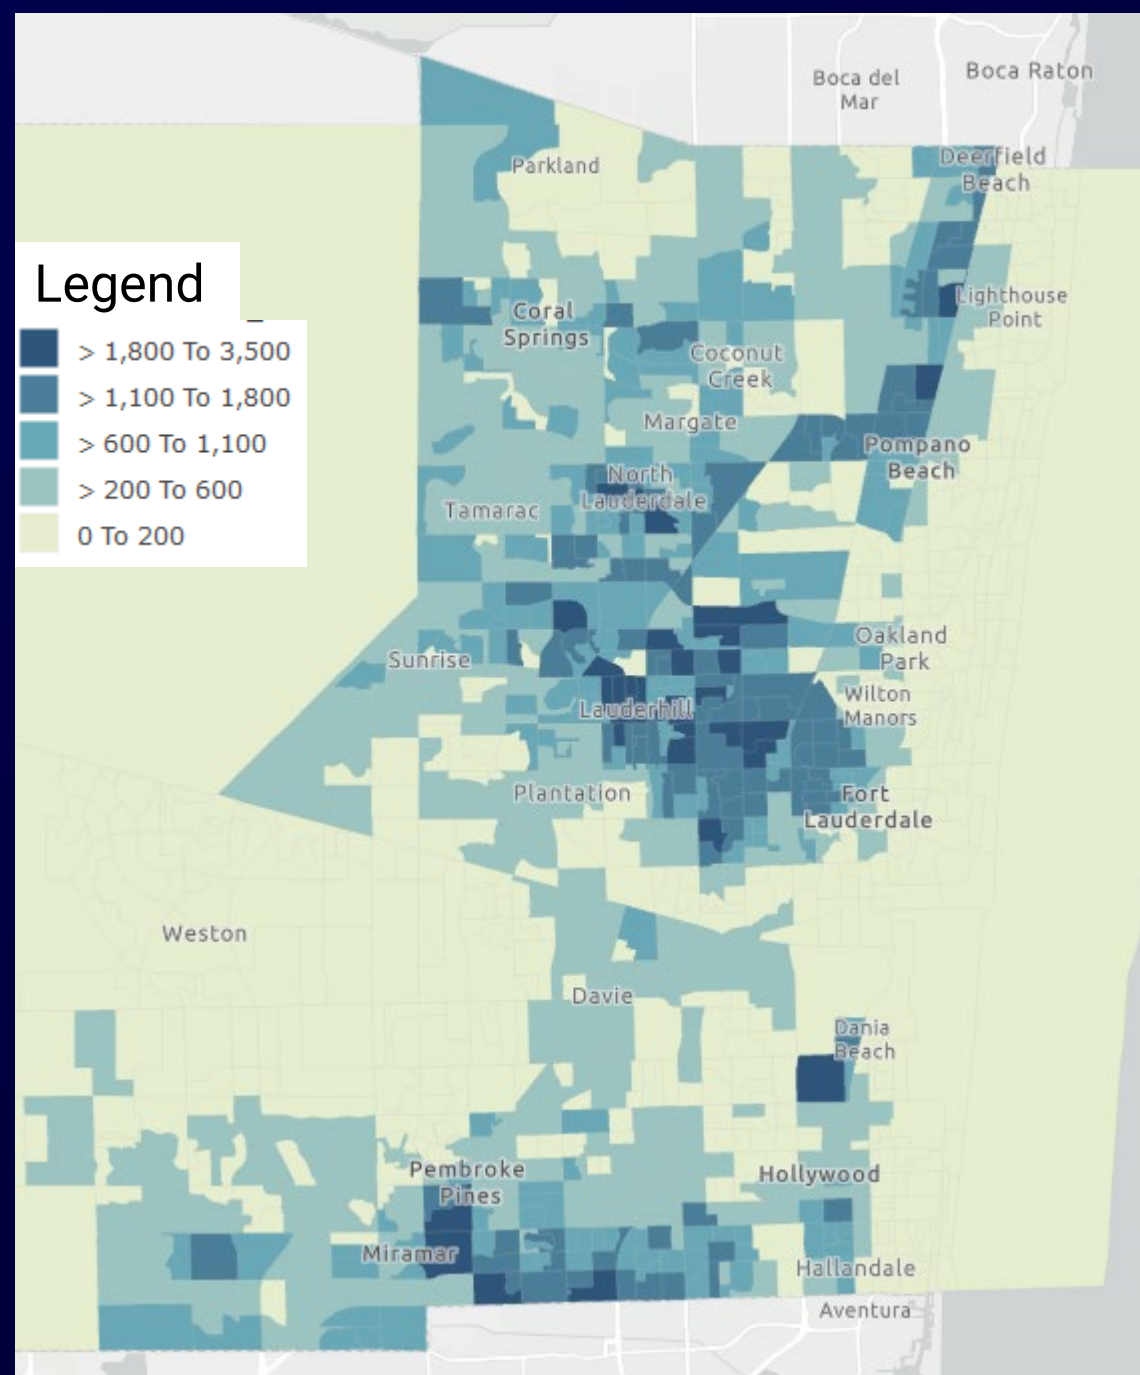 Boca del
Mar
Boca Raton
Deerfield
Beach
Parkland
Legend
> 1,800 To 3,500
> 1,100 To 1,800
> 600 To 1,100
> 200 To 600
0 To 200
Coral
Springs
Lighthouse
Point
Coconut
Creek
Margate
Pompano
Beach
North
Lauderdale
Tamarac
Oakland
Park
Sunrise
Wilton
Manors
Lauderhill
Plantation
Fort
Lauderdale
Weston
Davie
Dania
Beach
Pembroke
Pines
Hollywood
Miramar
Hallandale
Aventura